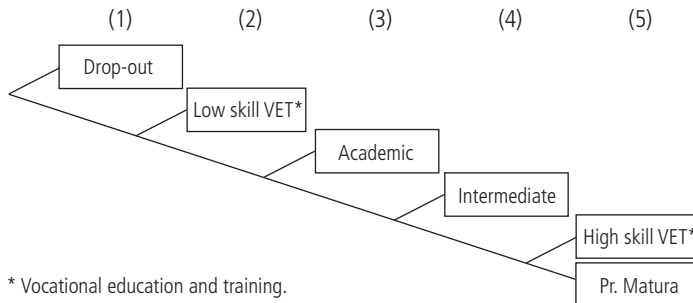 (1) (2) (3) (4) (5)
Drop-out
Low skill VET*
Academic
Intermediate
High skill VET*
* Vocational education and training.
Pr. Matura